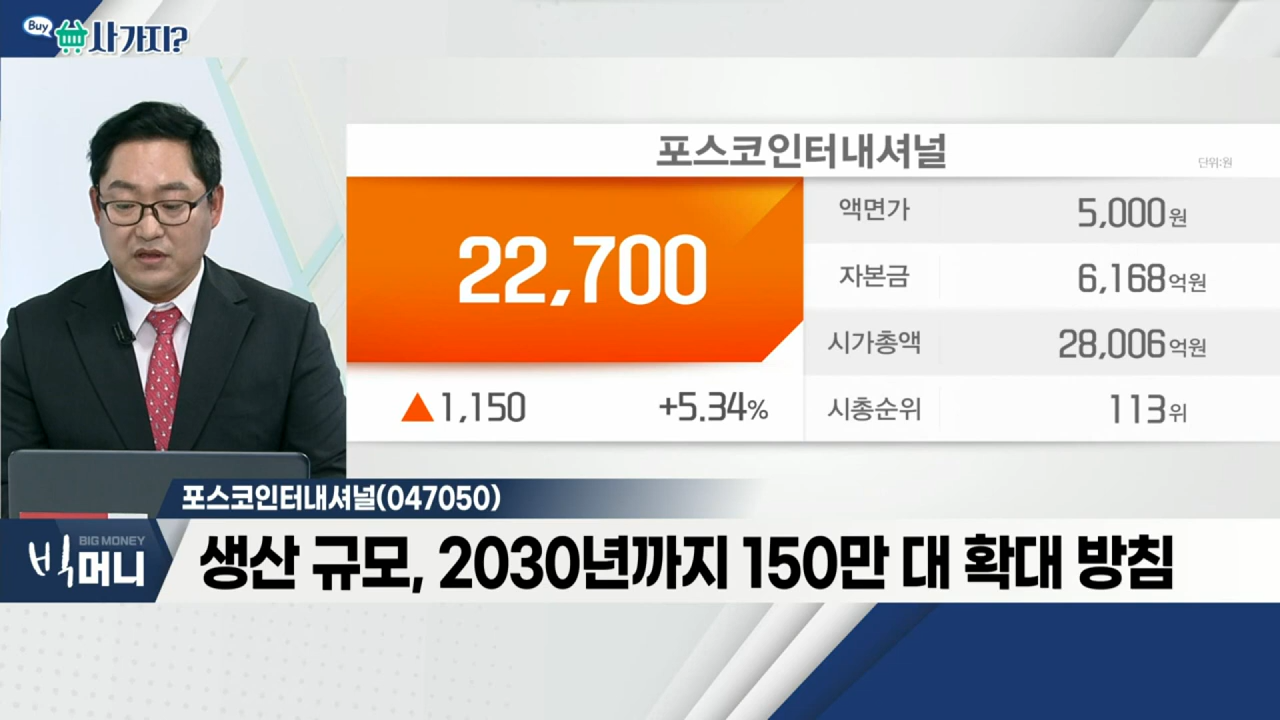 Buy
사가지?
포스코인터내셔널
단위:원
22,700
▲1,150 +5.34%
액면가 5,000원
자본금 6,168억원
시가총액 28,006억원
시총순위 113위
포스코인터내셔널(047050)
BIG MONEY
빅머니
생산 규모, 2030년까지 150만 대 확대 방침